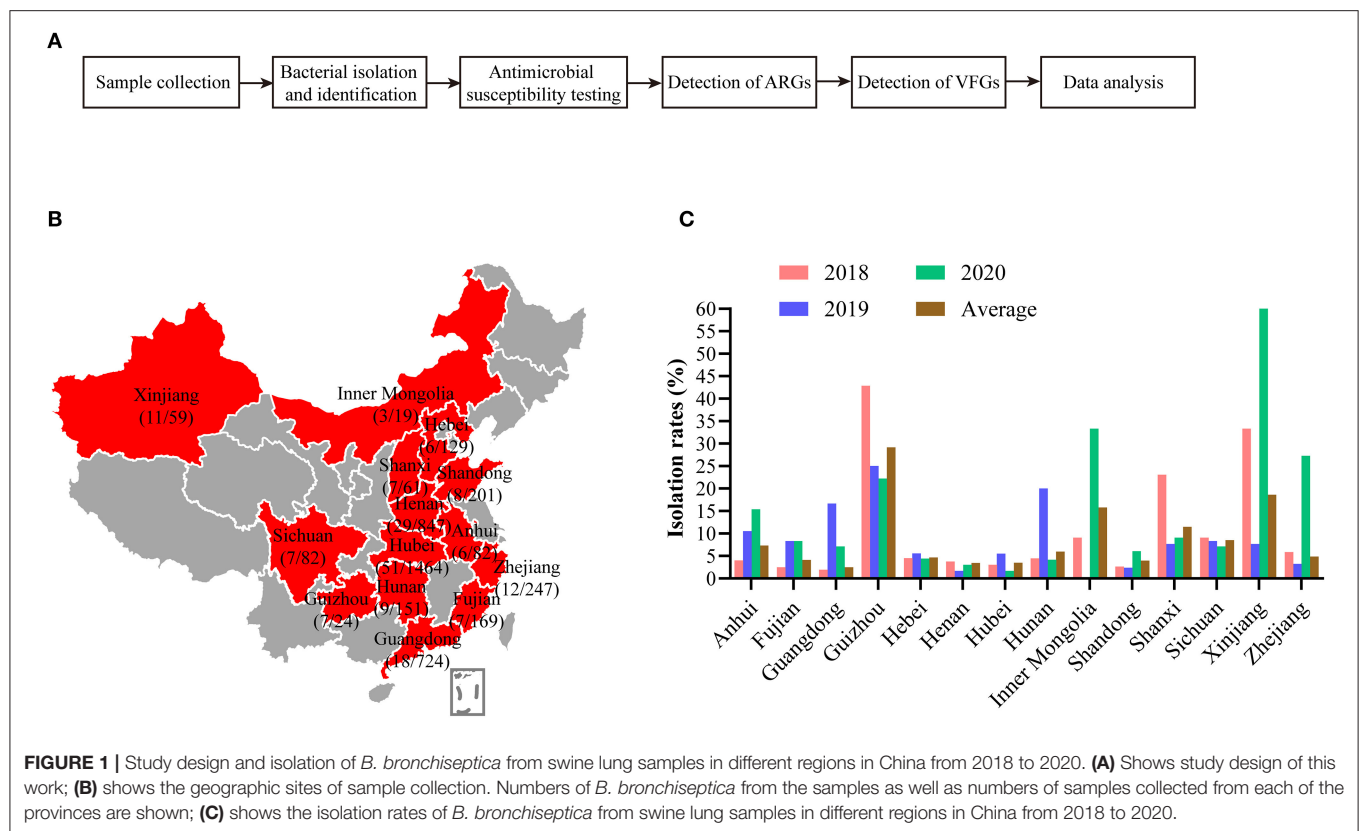 A
Sample collection
Bacterial isolation
and identification
Antimicrobial
susceptibility testing
Detection of ARGs
Detection of VFGs
Data analysis
B
Xinjiang
(11/59)
Inner Mongolia
(3/19)
Hebei
(6/129)
Shanxi
(7/61)
Shandong
(8/201)
Henan
(29/847)
Sichuan
(7/82)
Hubei
(51/1464)
Anhui
(6/82)
Zhejiang
(12/247)
Hunan
(9/151)
Guizhou
(7/24)
Fujian
(7/169)
Guangdong
(18/724)
C
2018
2020
2019
Average
Isolation rates (%)
60
55
50
45
40
35
30
25
20
15
10
5
0
Anhui
Fujian
Guangdong
Guizhou
Hebei
Henan
Hubei
Hunan
Inner Mongolia
Shandong
Shanxi
Sichuan
Xinjiang
Zhejiang
FIGURE 1 | Study design and isolation of B. bronchiseptica from swine lung samples in different regions in China from 2018 to 2020. (A) Shows study design of this
work; (B) shows the geographic sites of sample collection. Numbers of B. bronchiseptica from the samples as well as numbers of samples collected from each of the
provinces are shown; (C) shows the isolation rates of B. bronchiseptica from swine lung samples in different regions in China from 2018 to 2020.